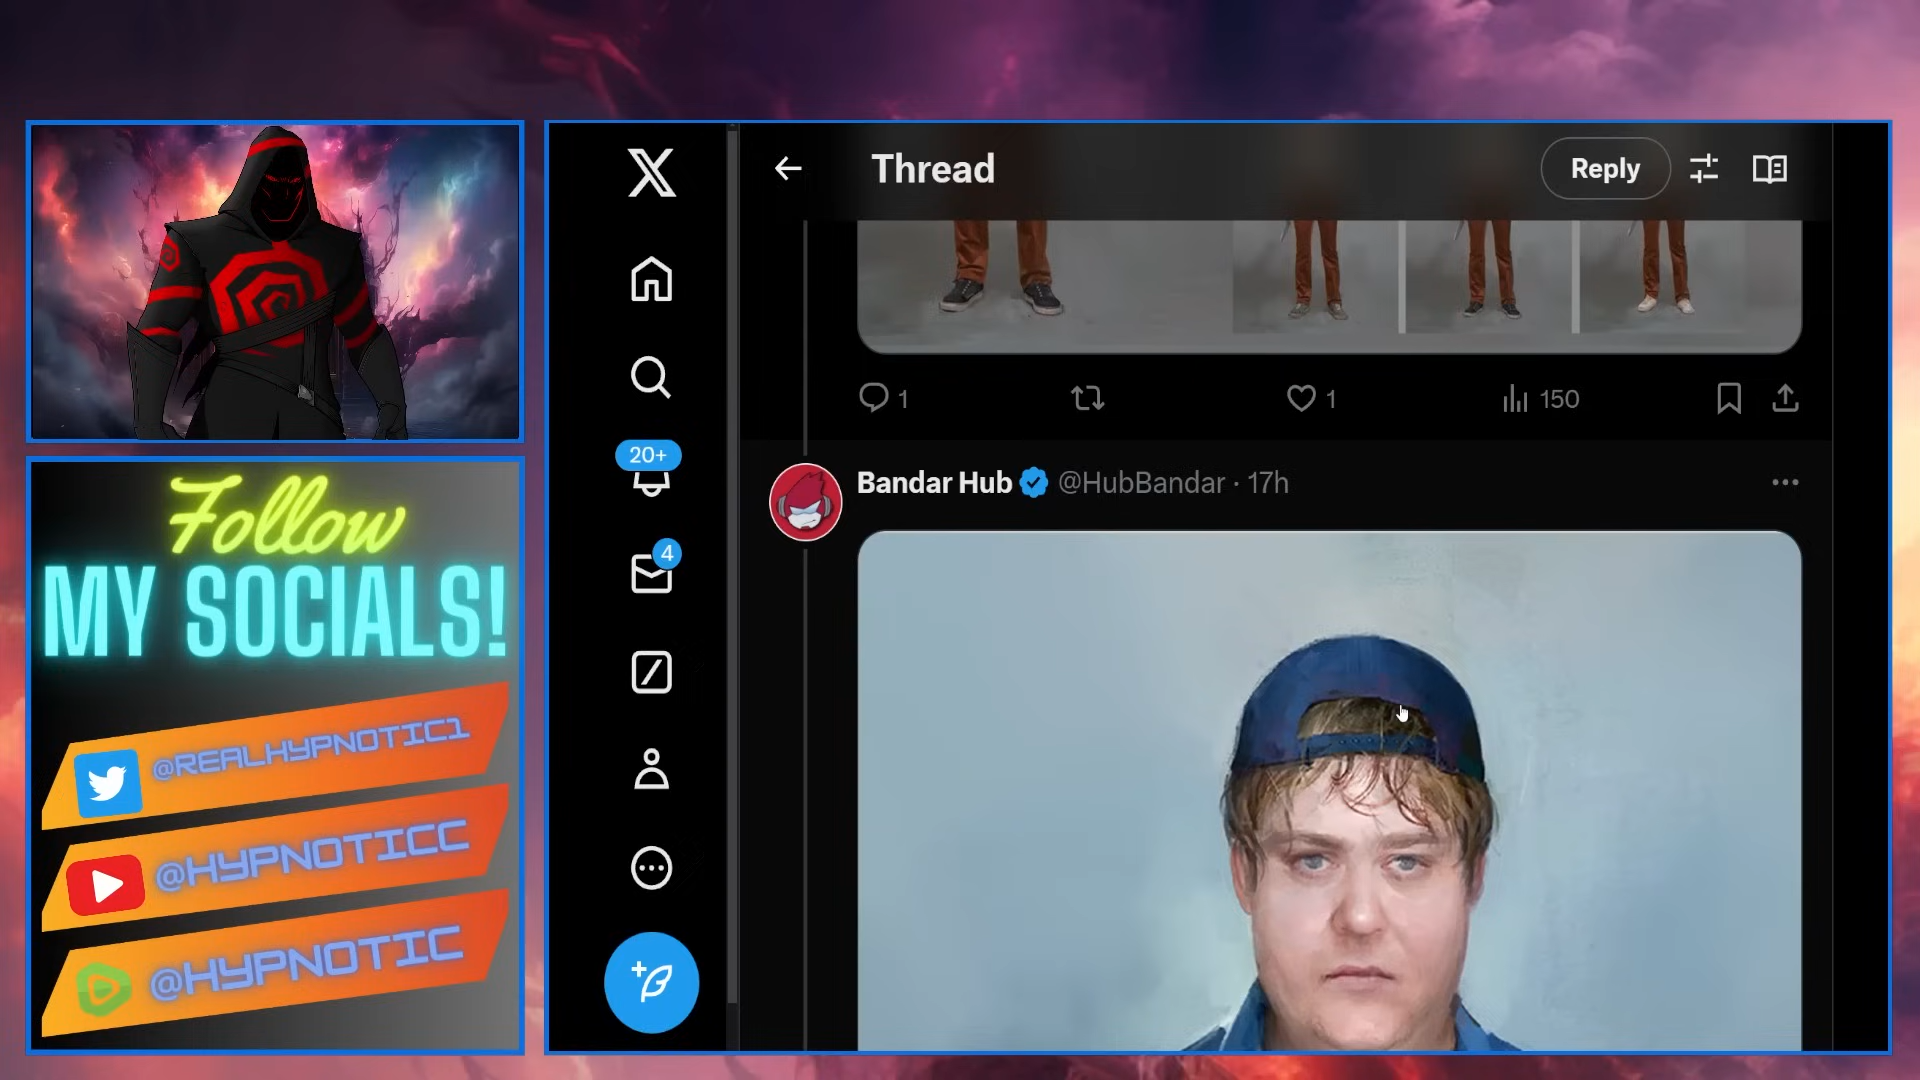 Follow
MY SOCIALS!
@REALHYPNOTIC1
@HYPNOTICC
@HYPNOTIC
20+
4
Thread
Reply
1
1
150
Bandar Hub @HubBandar · 17h